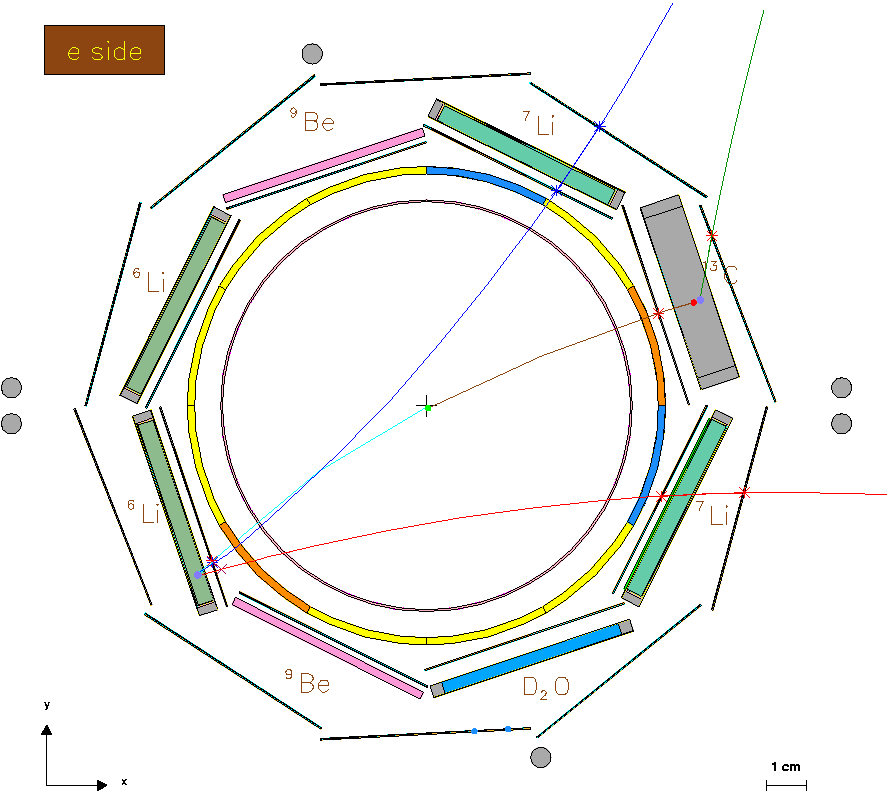 e side
⁹Be
⁷Li
⁶Li
¹³C
⁶Li
⁷Li
⁹Be
D₂O
y
x
1 cm